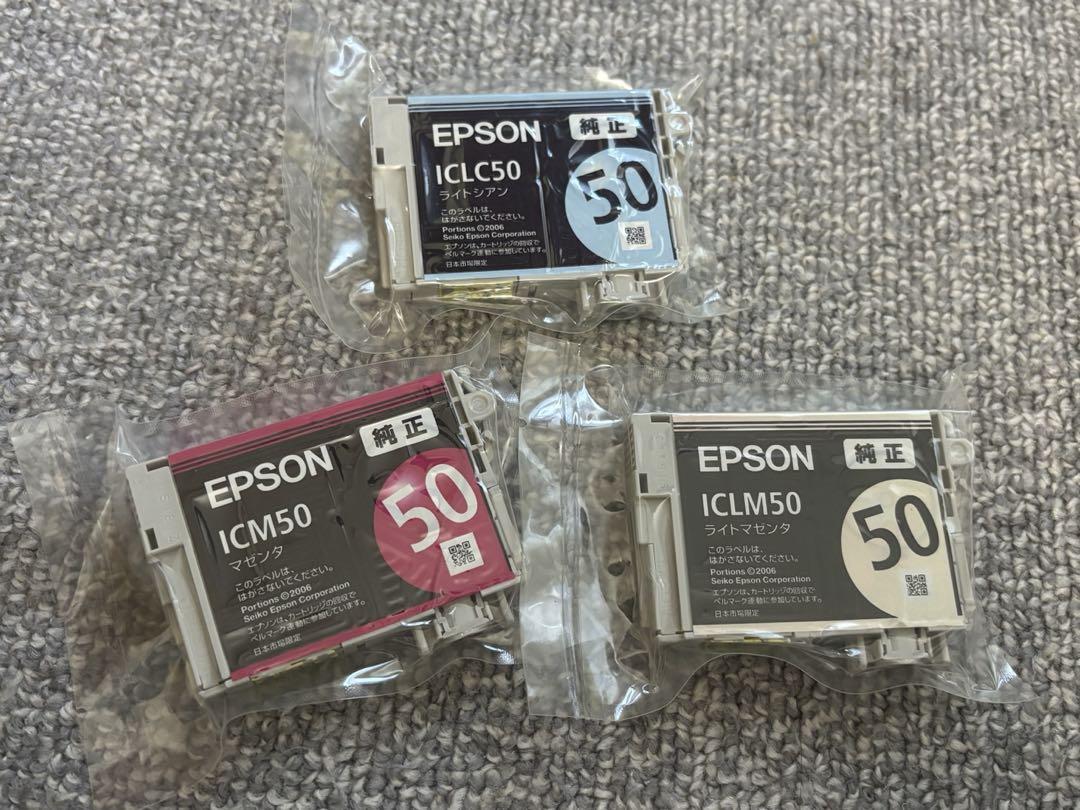 EPSON 純正
ICLC50
ライトシアン
50
このラベルは、
はがさないでください。
Portions ©2006
Seiko Epson Corporation
エプソンは、カートリッジの回収で
ベルマーク運動に参加しています。
日本市場限定
EPSON 純正
ICM50
マゼンタ
50
このラベルは、
はがさないでください。
Portions ©2006
Seiko Epson Corporation
エプソンは、カートリッジの回収で
ベルマーク運動に参加しています。
日本市場限定
EPSON 純正
ICLM50
ライトマゼンタ
50
このラベルは、
はがさないでください。
Portions ©2006
Seiko Epson Corporation
エプソンは、カートリッジの回収で
ベルマーク運動に参加しています。
日本市場限定